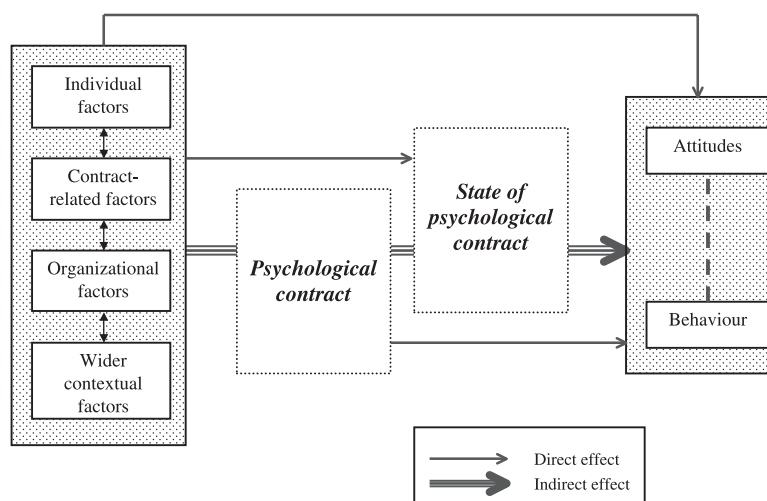 Individual
factors
Contract-
related factors
Organizational
factors
Wider
contextual
factors
Psychological
contract
State of
psychological
contract
Attitudes
Behaviour
Direct effect
Indirect effect